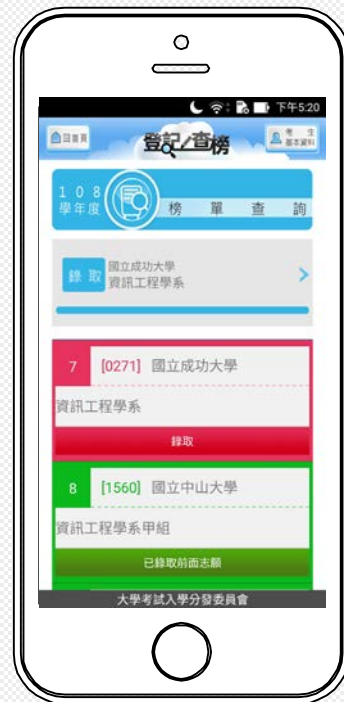 下午5:20
回首頁
登記/查榜
考生
基本資料
108
學年度
榜單查詢
錄取
國立成功大學
資訊工程學系
7 [0271] 國立成功大學
資訊工程學系
錄取
8 [1560] 國立中山大學
資訊工程學系甲組
已錄取前面志願
大學考試入學分發委員會